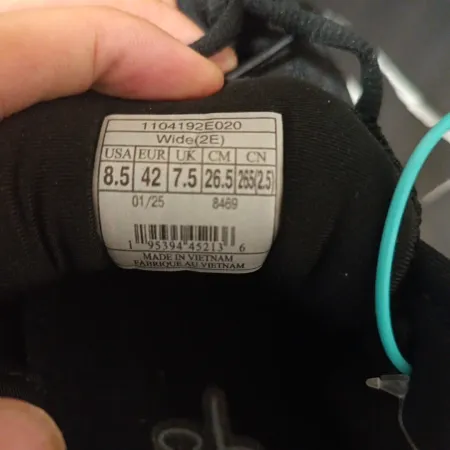 1104192E020
Wide(2E)
USA EUR UK CM CN
8.5 42 7.5 26.5 265(2.5)
01/25 8469
1 95394 45213 6
MADE IN VIETNAM
FABRIQUE AU VIETNAM